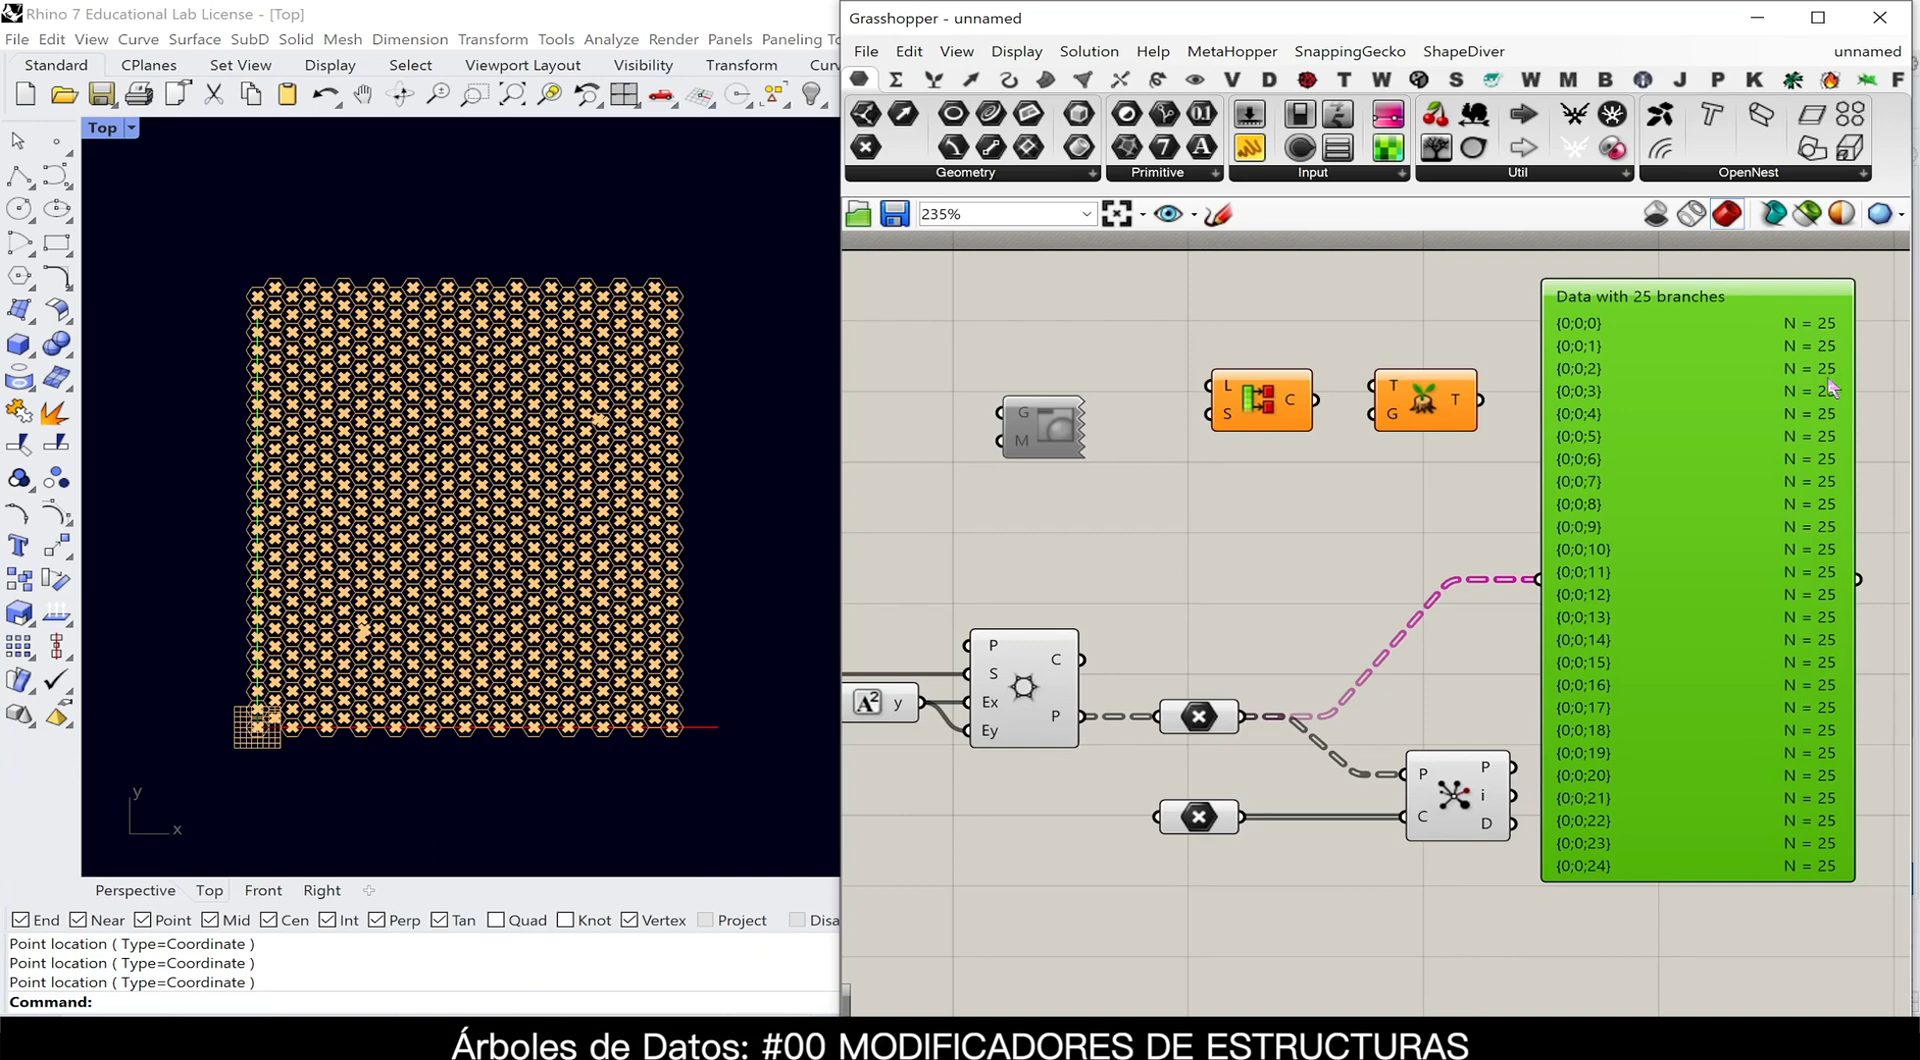 Rhino 7 Educational Lab License - [Top]
File Edit View Curve Surface SubD Solid Mesh Dimension Transform Tools Analyze Render Panels Paneling
Standard CPlanes Set View Display Select Viewport Layout Visibility Transform
Top
y
x
Perspective Top Front Right
End Near Point Mid Cen Int Perp Tan Quad Knot Vertex Project
Point location ( Type=Coordinate )
Point location ( Type=Coordinate )
Point location ( Type=Coordinate )
Command:
Grasshopper - unnamed
File Edit View Display Solution Help MetaHopper SnappingGecko ShapeDiver unnamed
V D T W S W M B J P K F
Geometry Primitive Input Util OpenNest
235%
G
M
L
S
C
T
G
T
P
S
Ex
Ey
C
P
A² y
P
C
P
i
D
Data with 25 branches
{0;0;0} N = 25
{0;0;1} N = 25
{0;0;2} N = 25
{0;0;3} N = 25
{0;0;4} N = 25
{0;0;5} N = 25
{0;0;6} N = 25
{0;0;7} N = 25
{0;0;8} N = 25
{0;0;9} N = 25
{0;0;10} N = 25
{0;0;11} N = 25
{0;0;12} N = 25
{0;0;13} N = 25
{0;0;14} N = 25
{0;0;15} N = 25
{0;0;16} N = 25
{0;0;17} N = 25
{0;0;18} N = 25
{0;0;19} N = 25
{0;0;20} N = 25
{0;0;21} N = 25
{0;0;22} N = 25
{0;0;23} N = 25
{0;0;24} N = 25
Árboles de Datos: #00 MODIFICADORES DE ESTRUCTURAS